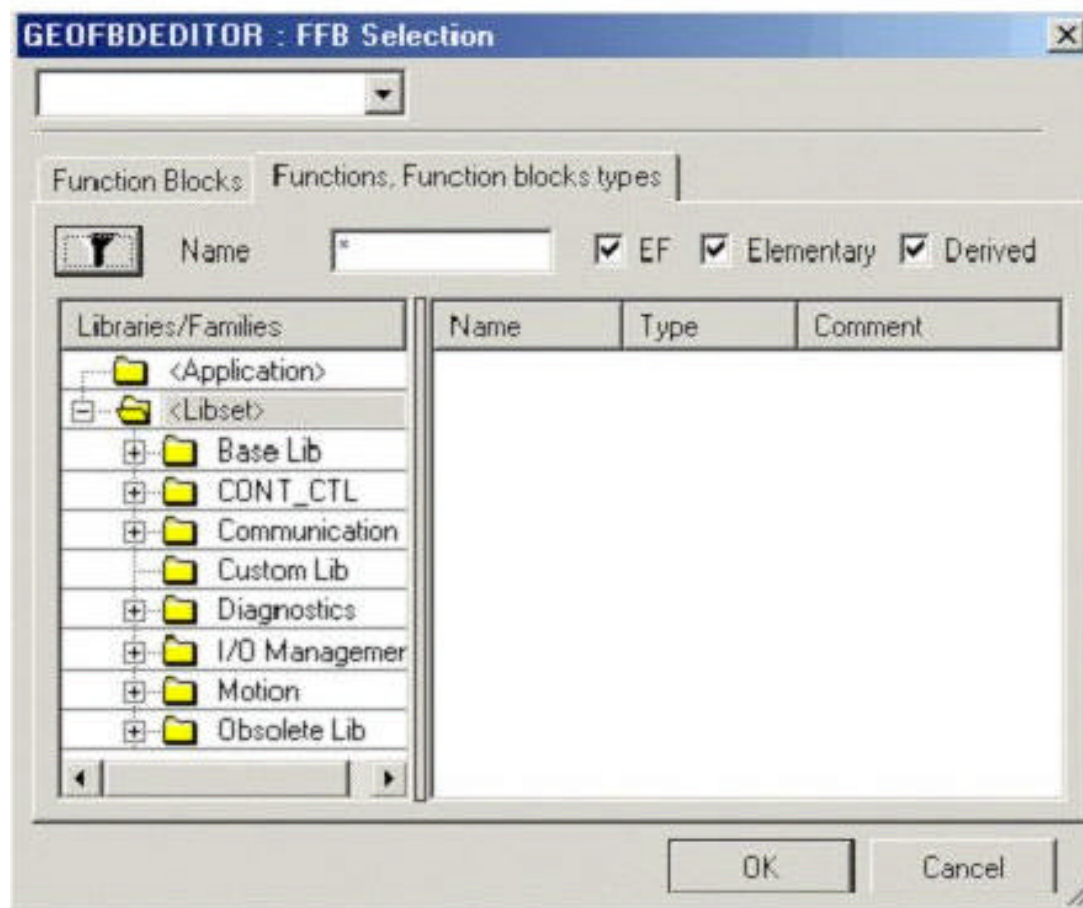 GEOFBDEDITOR : FFB Selection
Function Blocks Functions, Function blocks types
Name * EF Elementary Derived
Libraries/Families Name Type Comment
<Application>
<Libset>
Base Lib
CONT_CTL
Communication
Custom Lib
Diagnostics
I/O Managemer
Motion
Obsolete Lib
OK Cancel